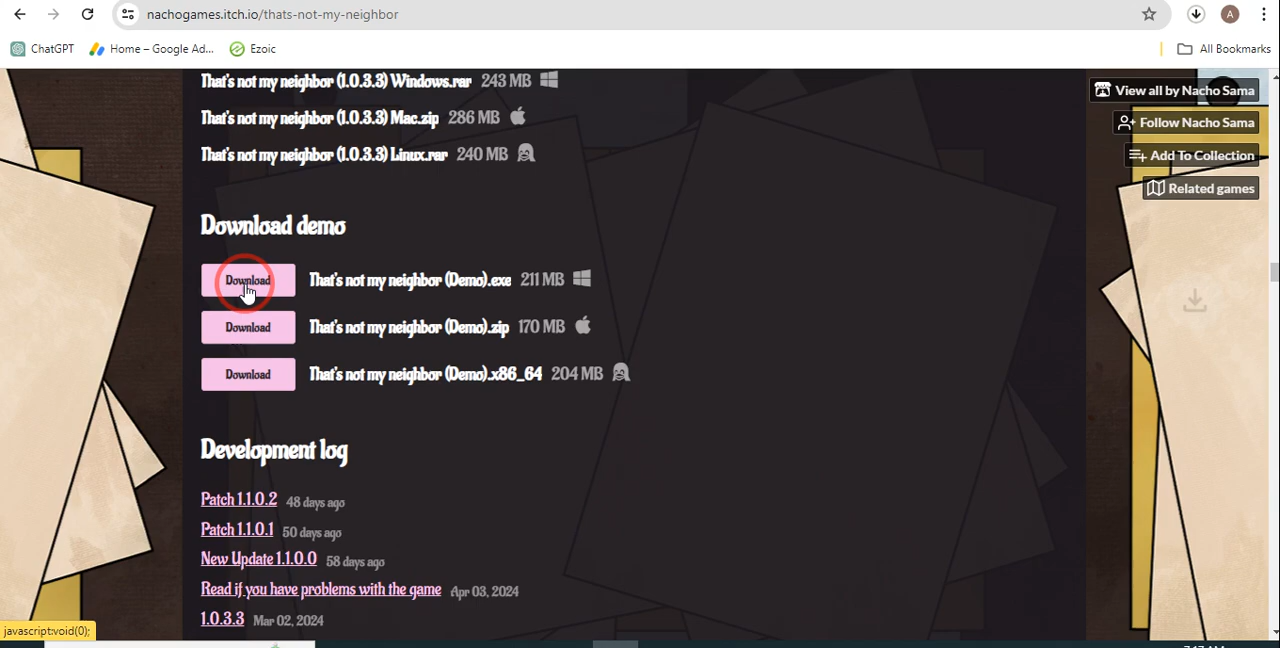 nachogames.itch.io/thats-not-my-neighbor
A
ChatGPT Home – Google Ad... Ezoic All Bookmarks
That's not my neighbor (1.0.3.3) Windows.rar 243 MB
View all by Nacho Sama
That's not my neighbor (1.0.3.3) Mac.zip 286 MB
Follow Nacho Sama
That's not my neighbor (1.0.3.3) Linux.rar 240 MB
Add To Collection
Related games
Download demo
Download That's not my neighbor (Demo).exe 211 MB
Download That's not my neighbor (Demo).zip 170 MB
Download That's not my neighbor (Demo).x86_64 204 MB
Development log
Patch 1.1.0.2 48 days ago
Patch 1.1.0.1 50 days ago
New Update 1.1.0.0 58 days ago
Read if you have problems with the game Apr 03, 2024
1.0.3.3 Mar 02, 2024
javascript:void(0);